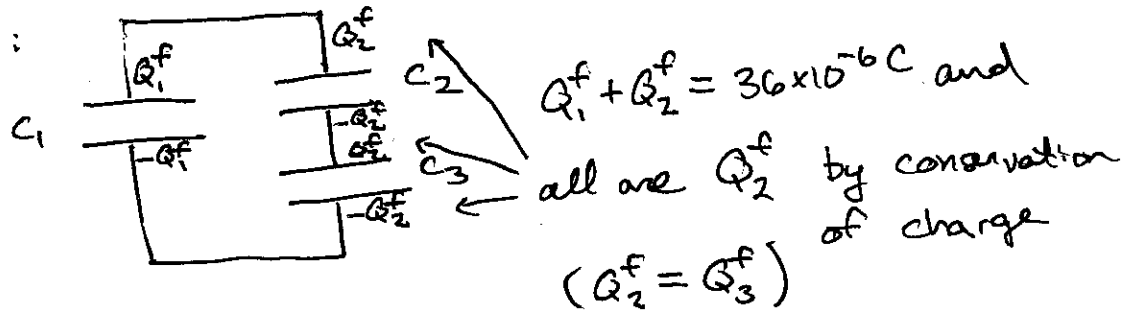 :
Q₁ᶠ
Q₂ᶠ
C₁
C₂
-Q₁ᶠ
-Q₂ᶠ
Q₂ᶠ
C₃
-Q₂ᶠ
Q₁ᶠ + Q₂ᶠ = 36×10⁻⁶ C and
all are Q₂ᶠ by conservation
of charge
(Q₂ᶠ = Q₃ᶠ)